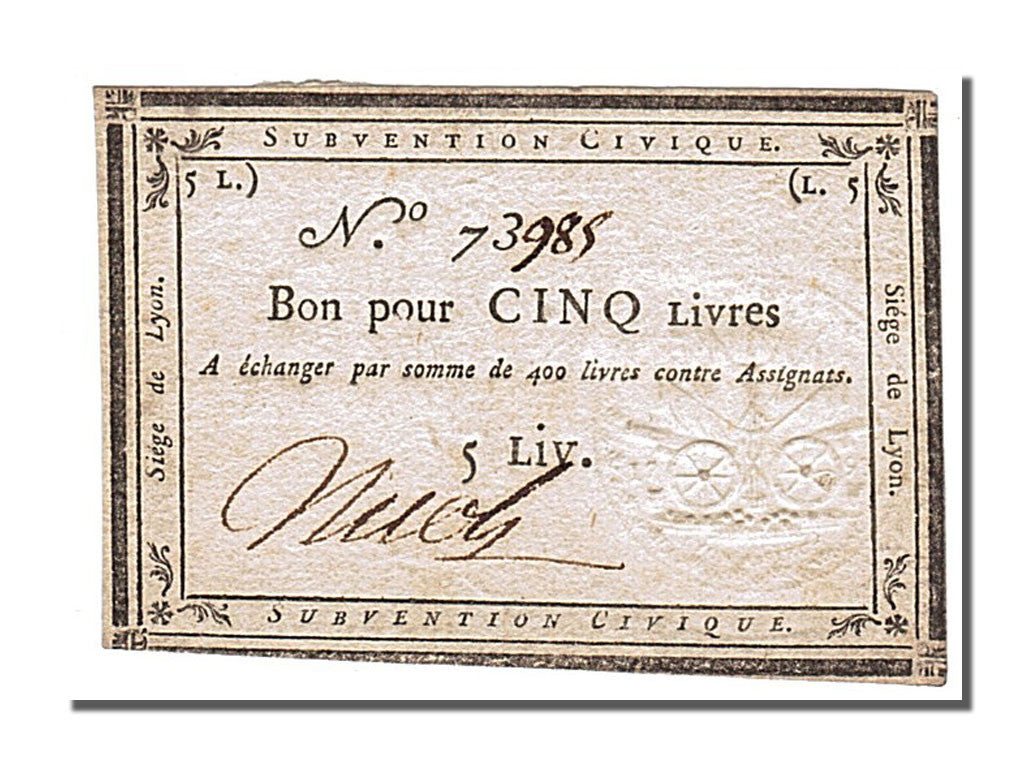 SUBVENTION CIVIQUE.
5 L.)
(L. 5
N.o 73985
Bon pour CINQ Livres
A échanger par somme de 400 livres contre Assignats.
5 Liv.
Siége de Lyon.
Siége de Lyon.
SUBVENTION CIVIQUE.